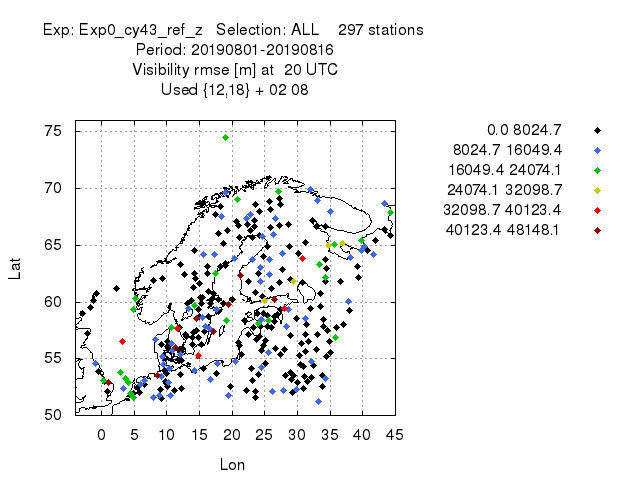 Exp: Exp0_cy43_ref_z Selection: ALL 297 stations
Period: 20190801-20190816
Visibility rmse [m] at 20 UTC
Used {12,18} + 02 08
0.0 8024.7
8024.7 16049.4
16049.4 24074.1
24074.1 32098.7
32098.7 40123.4
40123.4 48148.1
75
70
65
60
55
50
Lat
0 5 10 15 20 25 30 35 40 45
Lon